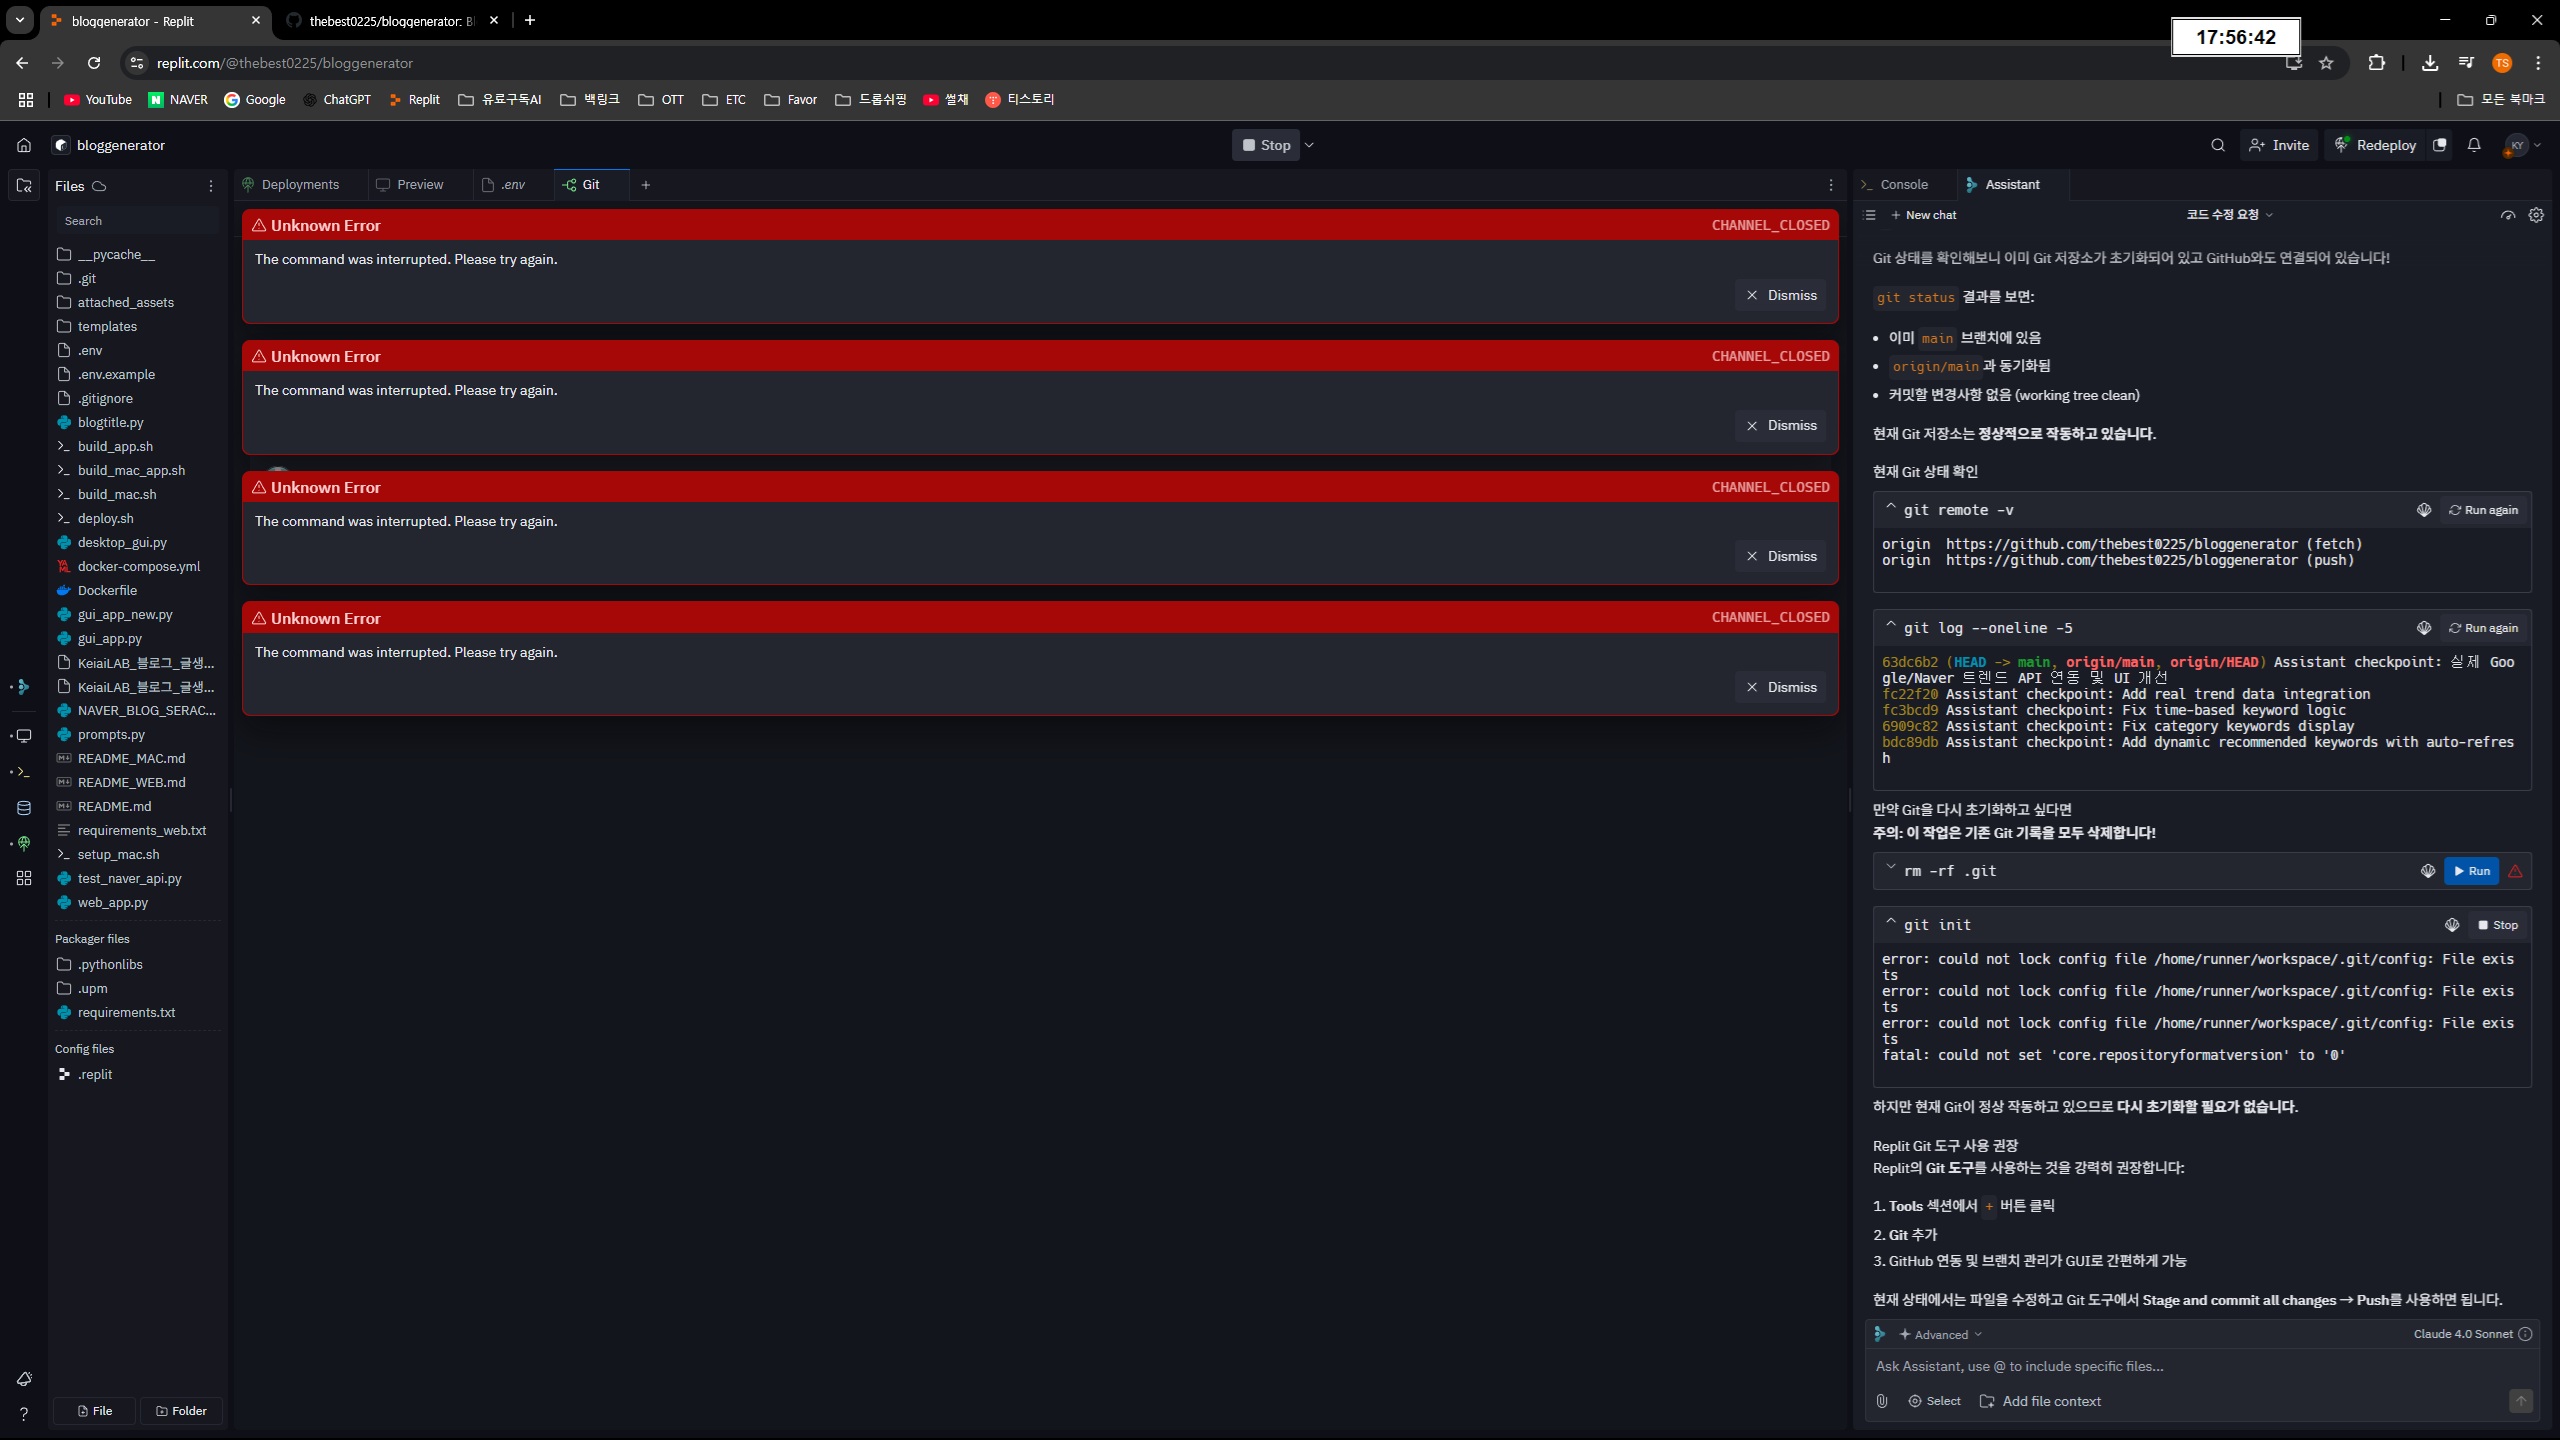 bloggenerator - Replit
thebest0225/bloggenerator: B
17:56:42
replit.com/@thebest0225/bloggenerator
TS
YouTube
NAVER
Google
ChatGPT
Replit
유료구독AI
백링크
OTT
ETC
Favor
드롭쉬핑
썰채
티스토리
모든 북마크
bloggenerator
Stop
Invite
Redeploy
KY
Files
Search
__pycache__
.git
attached_assets
templates
.env
.env.example
.gitignore
blogtitle.py
build_app.sh
build_mac_app.sh
build_mac.sh
deploy.sh
desktop_gui.py
docker-compose.yml
Dockerfile
gui_app_new.py
gui_app.py
KeiaiLAB_블로그_글생...
KeiaiLAB_블로그_글생...
NAVER_BLOG_SERAC...
prompts.py
README_MAC.md
README_WEB.md
README.md
requirements_web.txt
setup_mac.sh
test_naver_api.py
web_app.py
Packager files
.pythonlibs
.upm
requirements.txt
Config files
.replit
File
Folder
Deployments
Preview
.env
Git
Unknown Error
CHANNEL_CLOSED
The command was interrupted. Please try again.
Dismiss
Unknown Error
CHANNEL_CLOSED
The command was interrupted. Please try again.
Dismiss
Unknown Error
CHANNEL_CLOSED
The command was interrupted. Please try again.
Dismiss
Unknown Error
CHANNEL_CLOSED
The command was interrupted. Please try again.
Dismiss
Console
Assistant
New chat
코드 수정 요청
Git 상태를 확인해보니 이미 Git 저장소가 초기화되어 있고 GitHub와도 연결되어 있습니다!
git status 결과를 보면:
• 이미 main 브랜치에 있음
• origin/main과 동기화됨
• 커밋할 변경사항 없음 (working tree clean)
현재 Git 저장소는 정상적으로 작동하고 있습니다.
현재 Git 상태 확인
git remote -v
Run again
origin  https://github.com/thebest0225/bloggenerator (fetch)
origin  https://github.com/thebest0225/bloggenerator (push)
git log --oneline -5
Run again
63dc6b2 (HEAD -> main, origin/main, origin/HEAD) Assistant checkpoint: 실제 Goo
gle/Naver 트렌드 API 연동 및 UI 개선
fc22f20 Assistant checkpoint: Add real trend data integration
fc3bcd9 Assistant checkpoint: Fix time-based keyword logic
6909c82 Assistant checkpoint: Fix category keywords display
bdc89db Assistant checkpoint: Add dynamic recommended keywords with auto-refres
h
만약 Git을 다시 초기화하고 싶다면
주의: 이 작업은 기존 Git 기록을 모두 삭제합니다!
rm -rf .git
Run
git init
Stop
error: could not lock config file /home/runner/workspace/.git/config: File exis
ts
error: could not lock config file /home/runner/workspace/.git/config: File exis
ts
error: could not lock config file /home/runner/workspace/.git/config: File exis
ts
fatal: could not set 'core.repositoryformatversion' to '0'
하지만 현재 Git이 정상 작동하고 있으므로 다시 초기화할 필요가 없습니다.
Replit Git 도구 사용 권장
Replit의 Git 도구를 사용하는 것을 강력히 권장합니다:
1. Tools 섹션에서 + 버튼 클릭
2. Git 추가
3. GitHub 연동 및 브랜치 관리가 GUI로 간편하게 가능
현재 상태에서는 파일을 수정하고 Git 도구에서 Stage and commit all changes → Push를 사용하면 됩니다.
Advanced
Claude 4.0 Sonnet
Ask Assistant, use @ to include specific files...
Select
Add file context